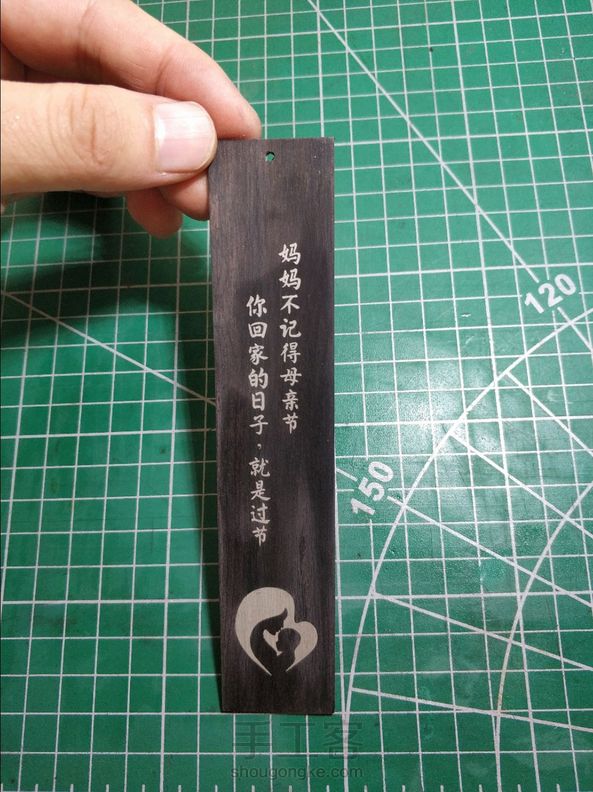 妈妈不记得母亲节
你回家的日子，就是过节
120
150
手工客
shougongke.com